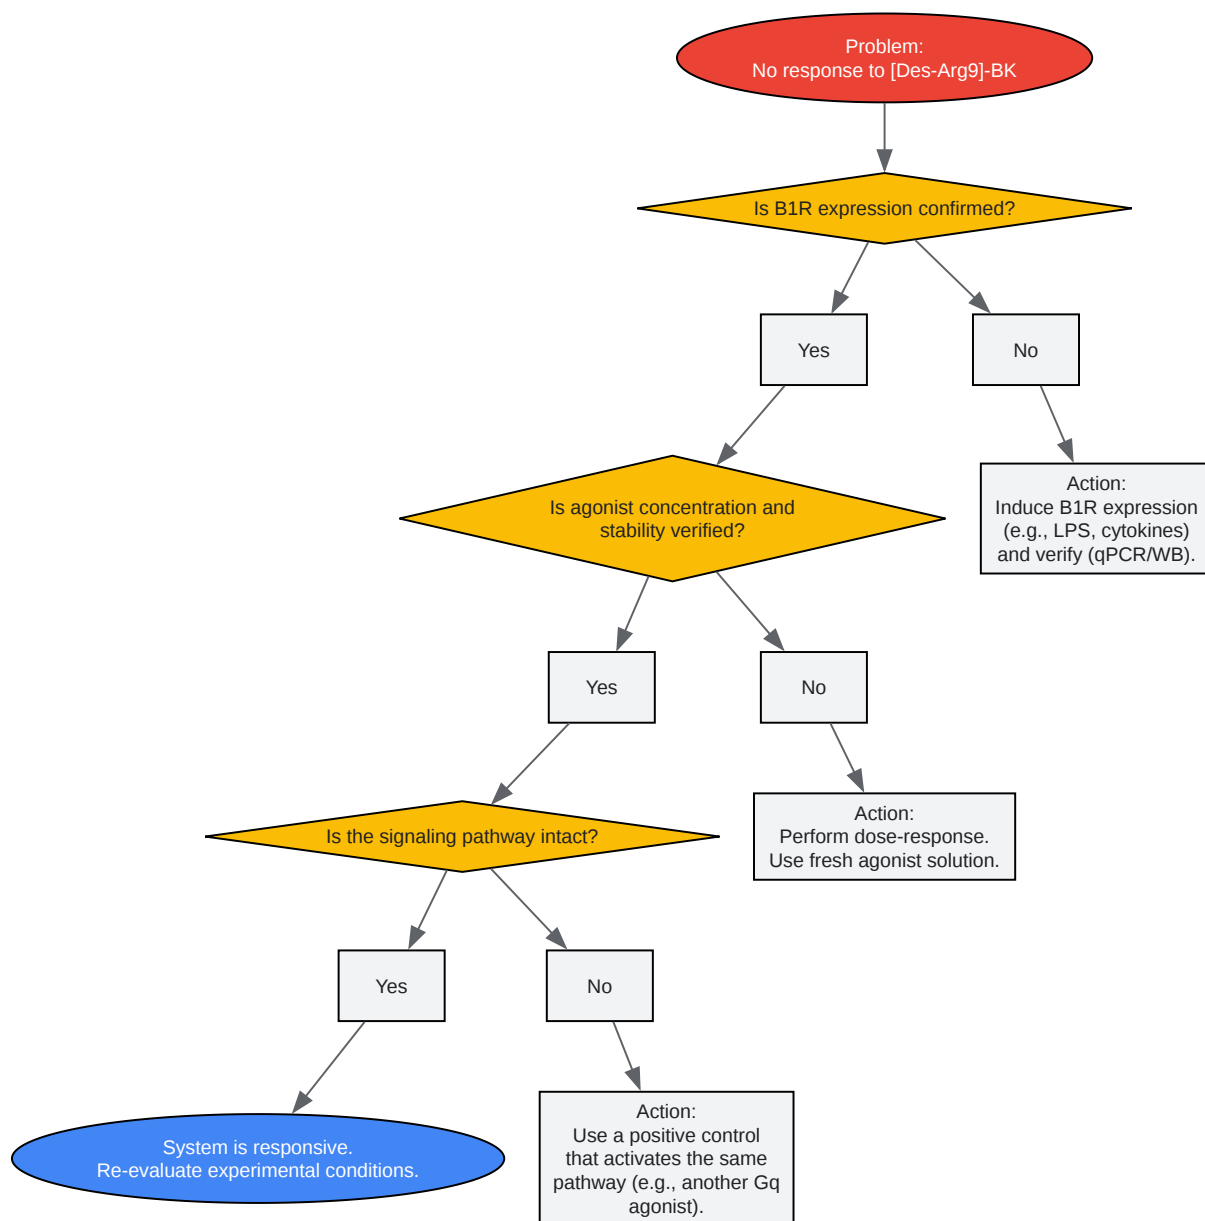 Problem:
No response to [Des-Arg9]-BK
Is B1R expression confirmed?
Yes
No
Is agonist concentration and
stability verified?
Action:
Induce B1R expression
(e.g., LPS, cytokines)
and verify (qPCR/WB).
Yes
No
Is the signaling pathway intact?
Action:
Perform dose-response.
Use fresh agonist solution.
Yes
No
System is responsive.
Re-evaluate experimental conditions.
Action:
Use a positive control
that activates the same
pathway (e.g., another Gq
agonist).